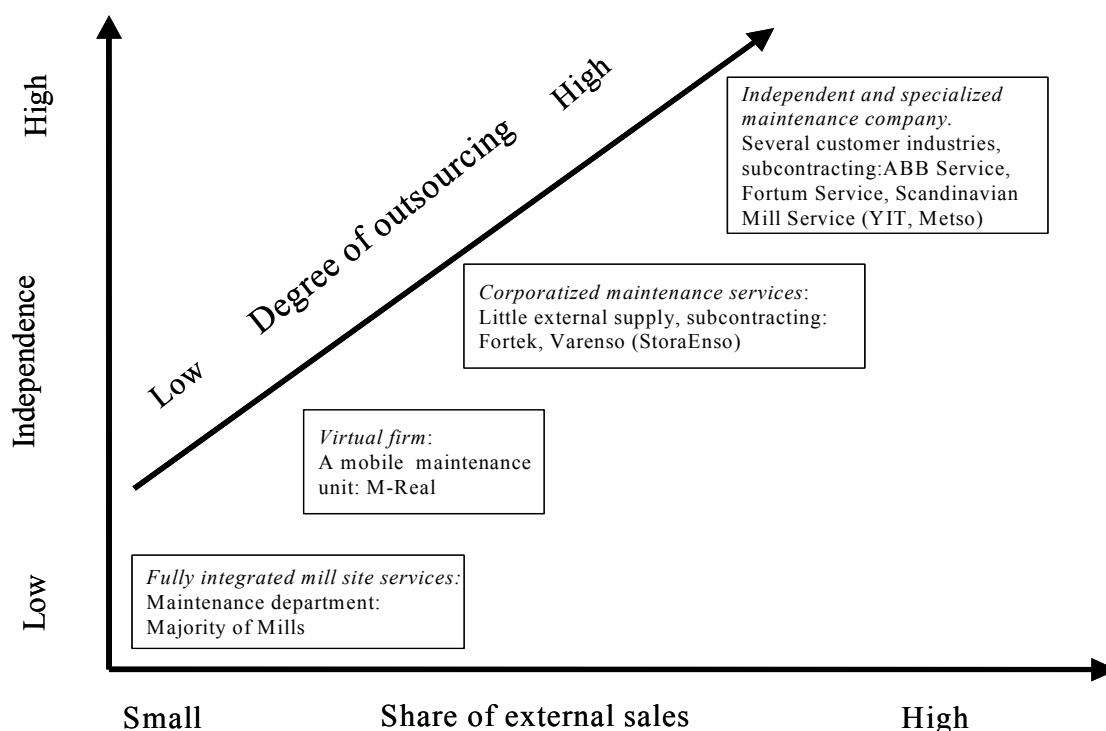 High
Independence
Low
Low Degree of outsourcing High
Independent and specialized
maintenance company.
Several customer industries,
subcontracting:ABB Service,
Fortum Service, Scandinavian
Mill Service (YIT, Metso)
Corporatized maintenance services:
Little external supply, subcontracting:
Fortek, Varenso (StoraEnso)
Virtual firm:
A mobile maintenance
unit: M-Real
Fully integrated mill site services:
Maintenance department:
Majority of Mills
Small Share of external sales High